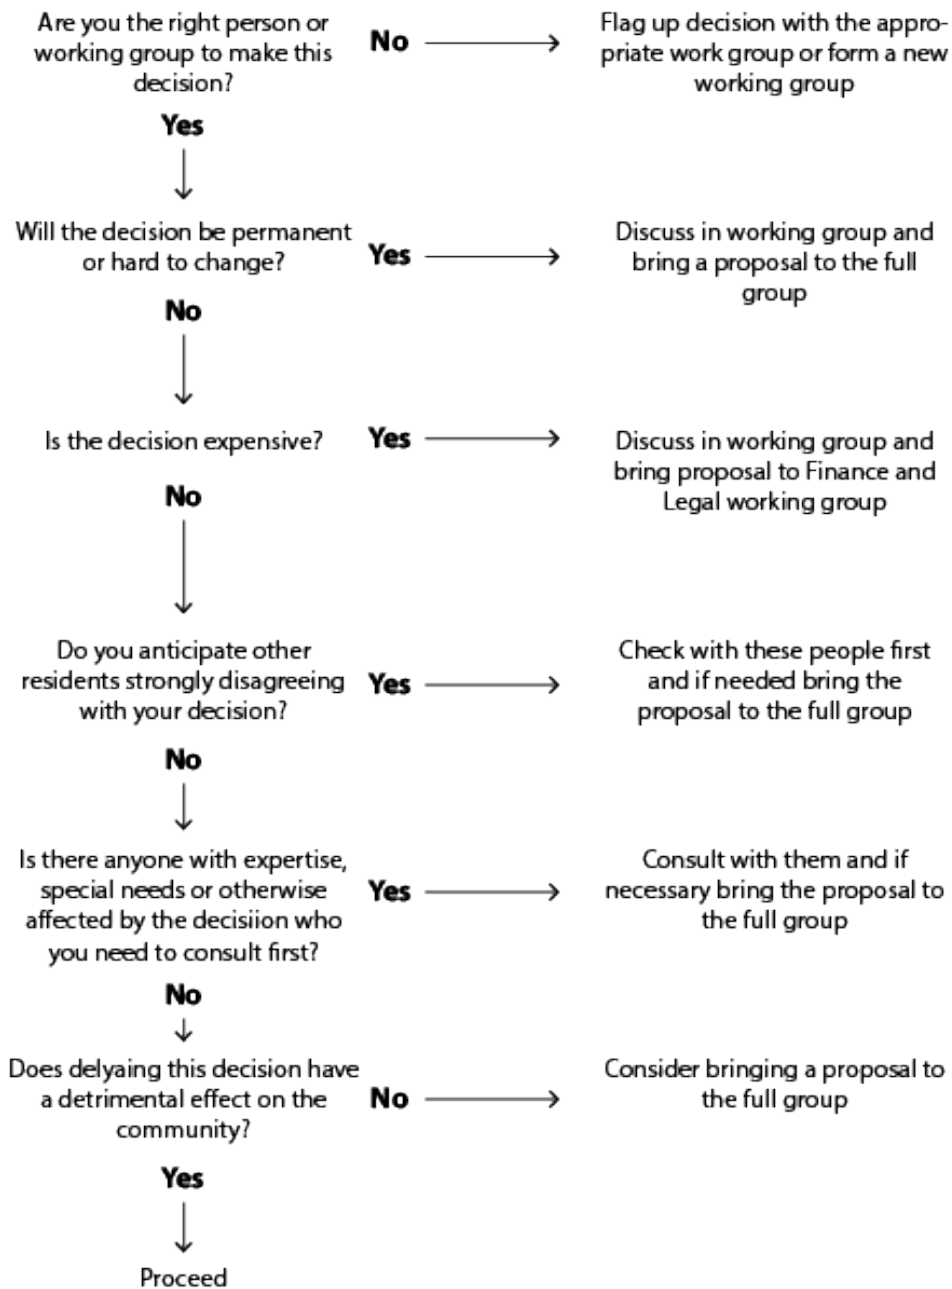 Are you the right person or
working group to make this
decision?
No
Flag up decision with the appro-
priate work group or form a new
working group
Yes
Will the decision be permanent
or hard to change?
Yes
Discuss in working group and
bring a proposal to the full
group
No
Is the decision expensive?
Yes
Discuss in working group and
bring proposal to Finance and
Legal working group
No
Do you anticipate other
residents strongly disagreeing
with your decision?
Yes
Check with these people first
and if needed bring the
proposal to the full group
No
Is there anyone with expertise,
special needs or otherwise
affected by the decisiion who
you need to consult first?
Yes
Consult with them and if
necessary bring the proposal to
the full group
No
Does delyaing this decision have
a detrimental effect on the
community?
No
Consider bringing a proposal to
the full group
Yes
Proceed